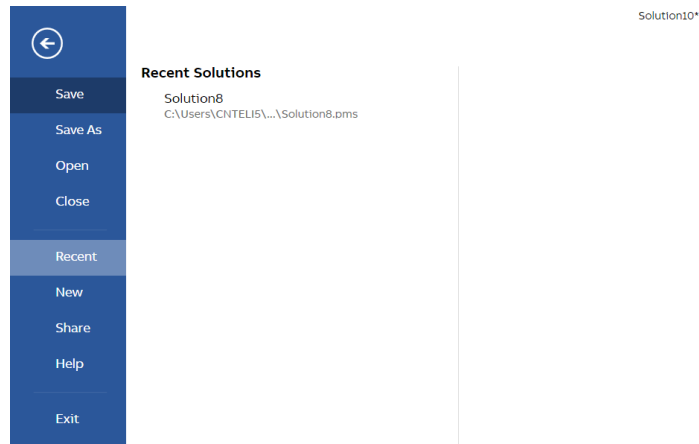 Solution10*
Save
Save As
Open
Close
Recent
New
Share
Help
Exit
Recent Solutions
Solution8
C:\Users\CNTELI5\...\Solution8.pms